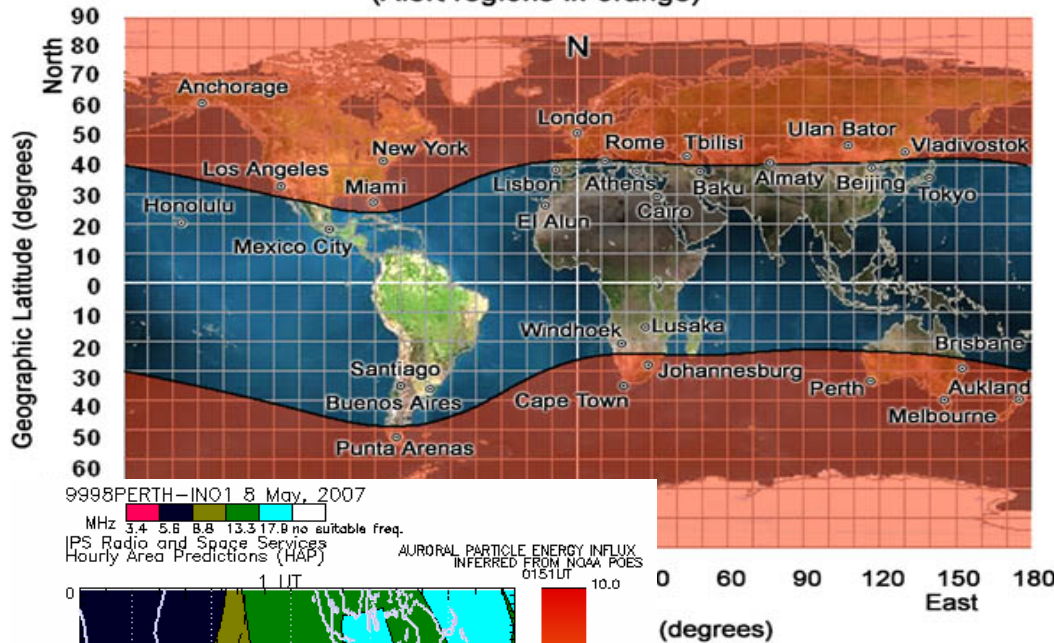 90
80
70
60
50
40
30
20
10
0
10
20
30
40
50
60
North
Geographic Latitude (degrees)
N
Anchorage
London
Ulan Bator
New York
Rome
Tbilisi
Vladivostok
Los Angeles
Miami
Lisbon
Athens
Baku
Almaty
Beijing
Tokyo
Honolulu
El Alun
Cairo
Mexico City
Windhoek
Lusaka
Brisbane
Santiago
Johannesburg
Buenos Aires
Cape Town
Perth
Aukland
Melbourne
Punta Arenas
9998PERTH-INO1 8 May, 2007
MHz 3.4 5.6 8.8 13.3 17.9 no suitable freq.
IPS Radio and Space Services
Hourly Area Predictions (HAP)
1 UT
0
AURORAL PARTICLE ENERGY INFLUX
INFERRED FROM NOAA POES
0151UT
10.0
0 60 90 120 150 180
East
(degrees)